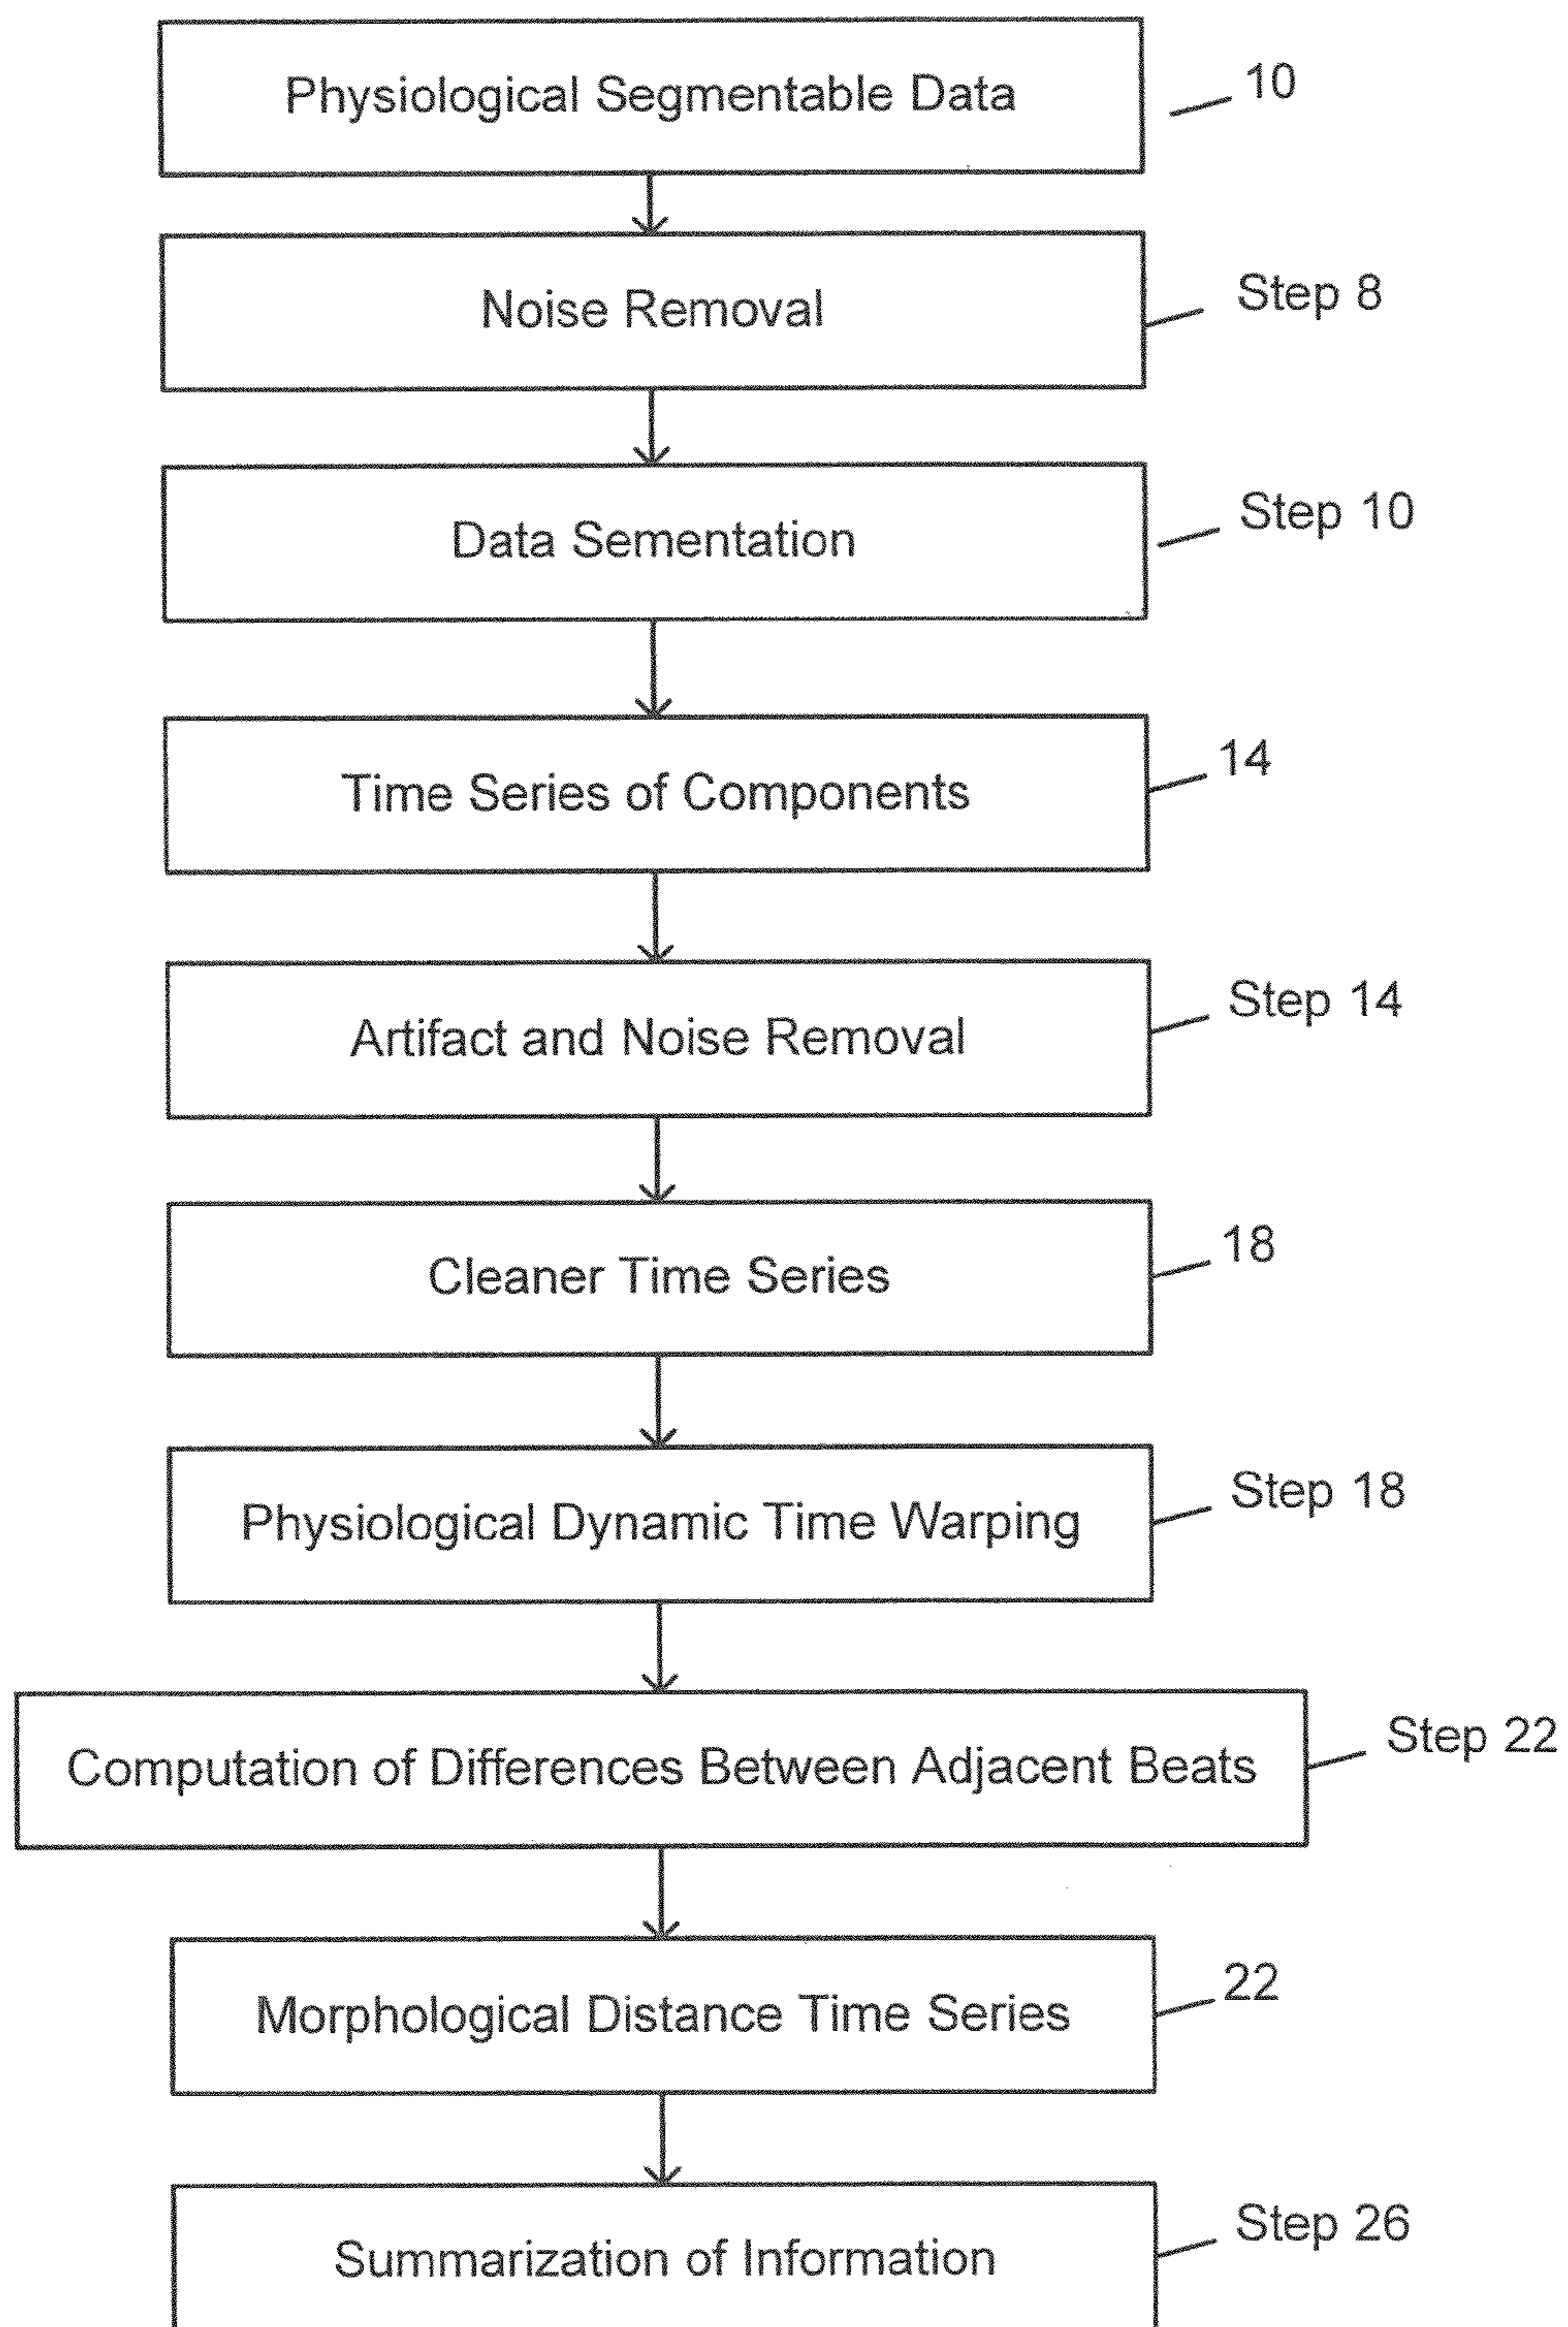 Physiological Segmentable Data
10
Noise Removal
Step 8
Data Sementation
Step 10
Time Series of Components
14
Artifact and Noise Removal
Step 14
Cleaner Time Series
18
Physiological Dynamic Time Warping
Step 18
Computation of Differences Between Adjacent Beats
Step 22
Morphological Distance Time Series
22
Summarization of Information
Step 26